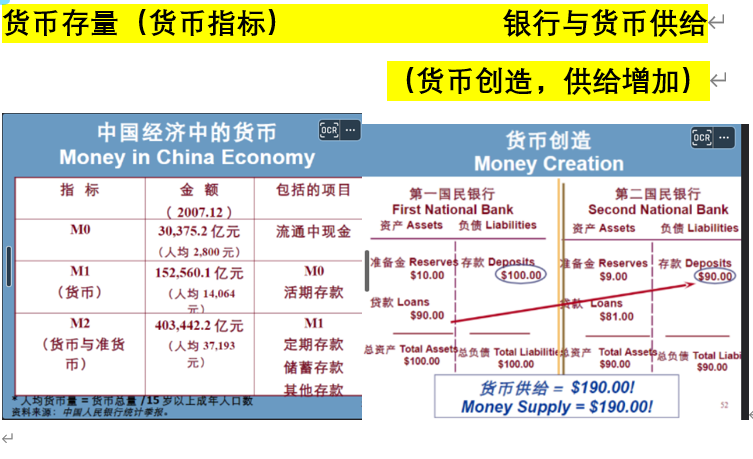 货币存量（货币指标）
银行与货币供给
（货币创造，供给增加）
中国经济中的货币
Money in China Economy
指 标 金 额 包括的项目
（2007.12）
M0 30,375.2 亿元 流通中现金
（人均 2,800 元）
M1 152,560.1 亿元 M0
（货币） （人均 14,064 元） 活期存款
M2 403,442.2 亿元 M1
（货币与准货币） （人均 37,193 元） 定期存款
储蓄存款
其他存款
* 人均货币量 = 货币总量 /15 岁以上成年人口数
资料来源：中国人民银行统计季报。
OCR
货币创造
Money Creation
OCR
第一国民银行
First National Bank
资产 Assets 负债 Liabilities
准备金 Reserves 存款 Deposits
$10.00 $100.00
贷款 Loans
$90.00
总资产 Total Assets 总负债 Total Liabilitie
$100.00 $100.00
第二国民银行
Second National Bank
资产 Assets 负债 Liabilities
准备金 Reserves 存款 Deposits
$9.00 $90.00
贷款 Loans
$81.00
总资产 Total Assets 总负债 Total Liabi
$90.00 $90.00
货币供给 = $190.00!
Money Supply = $190.00!
52